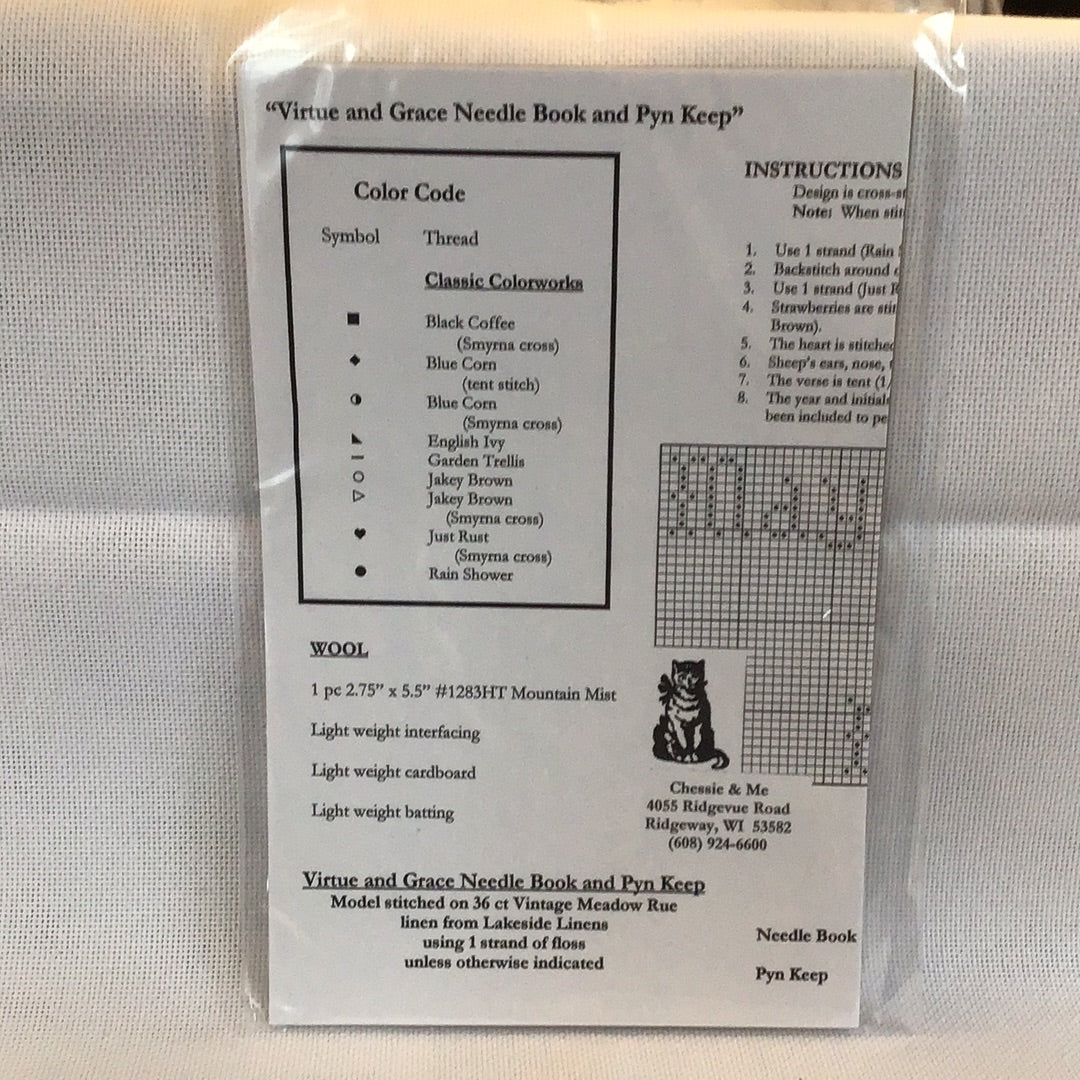 “Virtue and Grace Needle Book and Pyn Keep”
Color Code
Symbol Thread
Classic Colorworks
■ Black Coffee
(Smyrna cross)
◆ Blue Corn
(tent stitch)
◑ Blue Corn
(Smyrna cross)
◣ English Ivy
— Garden Trellis
○ Jakey Brown
▷ Jakey Brown
(Smyrna cross)
♥ Just Rust
(Smyrna cross)
● Rain Shower
WOOL
1 pc 2.75” x 5.5” #1283HT Mountain Mist
Light weight interfacing
Light weight cardboard
Light weight batting
INSTRUCTIONS
Design is cross-st
Note: When stit
1. Use 1 strand (Rain
2. Backstitch around
3. Use 1 strand (Just R
4. Strawberries are stit
Brown).
5. The heart is stitched
6. Sheep's ears, nose,
7. The verse is tent (1/
8. The year and initials
been included to pe
May
Chessie & Me
4055 Ridgevue Road
Ridgeway, WI 53582
(608) 924-6600
Virtue and Grace Needle Book and Pyn Keep
Model stitched on 36 ct Vintage Meadow Rue
linen from Lakeside Linens
using 1 strand of floss
unless otherwise indicated
Needle Book
Pyn Keep